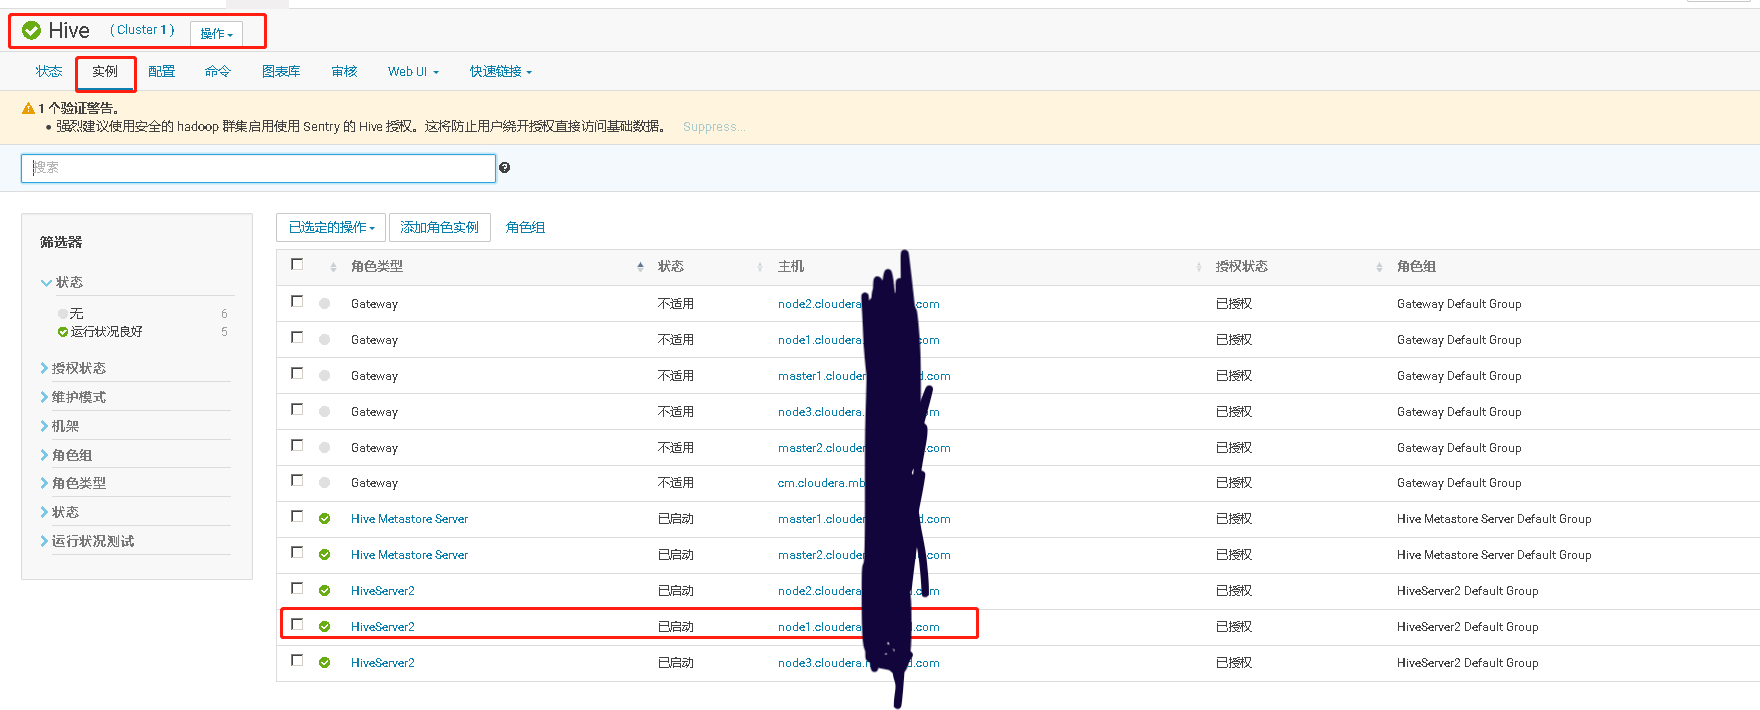 Hive ( Cluster 1 ) 操作
状态 实例 配置 命令 图表库 审核 Web UI 快速链接
1 个验证警告。
• 强烈建议使用安全的 hadoop 群集启用使用 Sentry 的 Hive 授权。这将防止用户绕开授权直接访问基础数据。 Suppress...
搜索
筛选器
状态
无 6
运行状况良好 5
授权状态
维护模式
机架
角色组
角色类型
状态
运行状况测试
已选定的操作 添加角色实例 角色组
角色类型 状态 主机 授权状态 角色组
Gateway 不适用 node2.cloudera com 已授权 Gateway Default Group
Gateway 不适用 node1.cloudera. com 已授权 Gateway Default Group
Gateway 不适用 master1.clouder d.com 已授权 Gateway Default Group
Gateway 不适用 node3.cloudera. om 已授权 Gateway Default Group
Gateway 不适用 master2.clouder .com 已授权 Gateway Default Group
Gateway 不适用 cm.cloudera.mb 已授权 Gateway Default Group
Hive Metastore Server 已启动 master1.clouder d.com 已授权 Hive Metastore Server Default Group
Hive Metastore Server 已启动 master2.clouder .com 已授权 Hive Metastore Server Default Group
HiveServer2 已启动 node2.cloudera d.com 已授权 HiveServer2 Default Group
HiveServer2 已启动 node1.cloudera d.com 已授权 HiveServer2 Default Group
HiveServer2 已启动 node3.cloudera. d.com 已授权 HiveServer2 Default Group